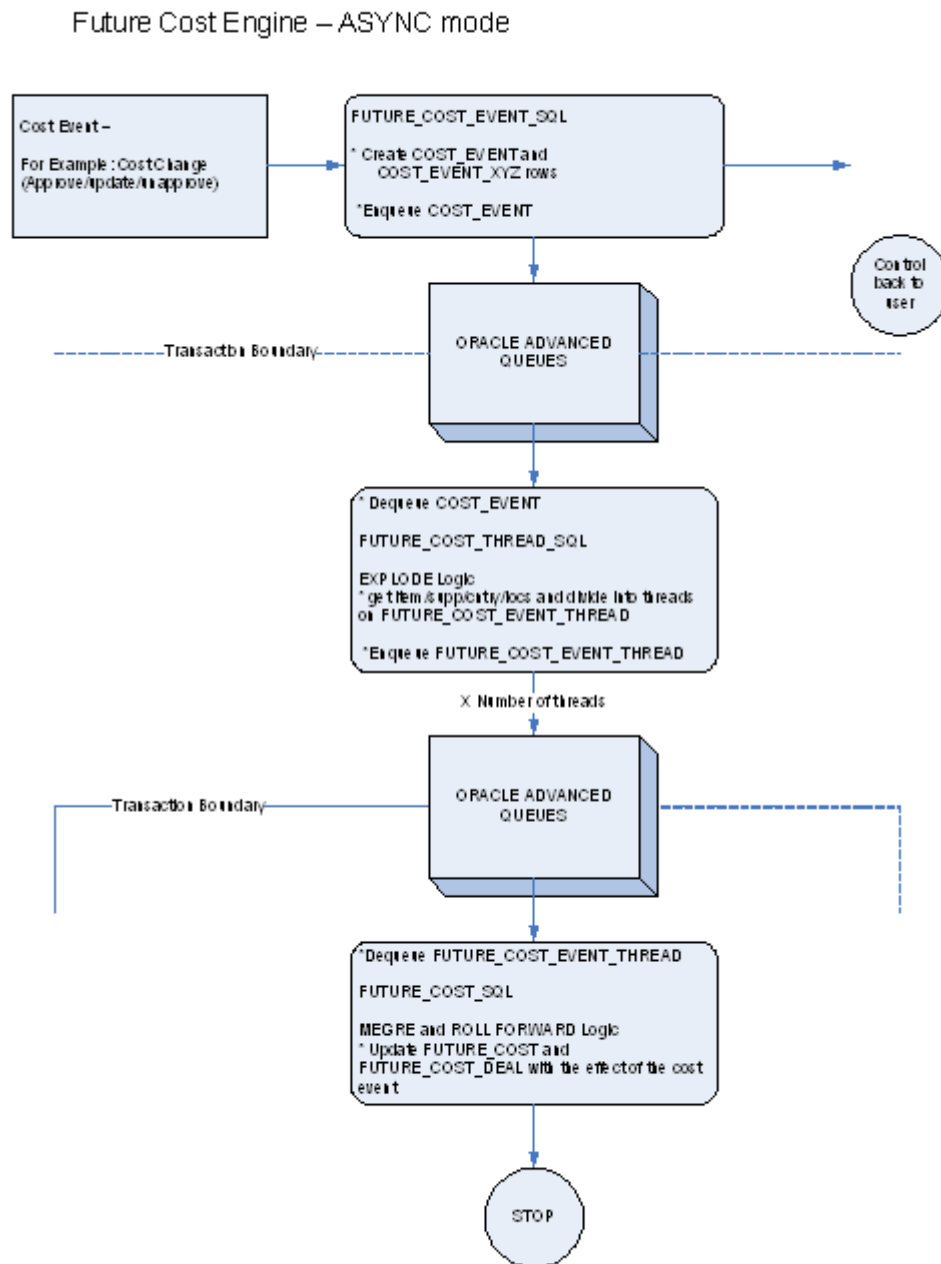 Future Cost Engine – ASYNC mode
Cost Event –
For Example : Cost Change
(Approve/update/unapprove)
FUTURE_COST_EVENT_SQL
* Create COST_EVENT and
COST_EVENT_XYZ rows
*Enqueue COST_EVENT
Control
back to
user
ORACLE ADVANCED
QUEUES
Transaction Boundary
* Dequeue COST_EVENT
FUTURE_COST_THREAD_SQL
EXPLODE Logic
* get item/supp/cntry/locs and divide into threads
on FUTURE_COST_EVENT_THREAD
*Enqueue FUTURE_COST_EVENT_THREAD
X Number of threads
ORACLE ADVANCED
QUEUES
Transaction Boundary
*Dequeue FUTURE_COST_EVENT_THREAD
FUTURE_COST_SQL
MEGRE and ROLL FORWARD Logic
* Update FUTURE_COST and
FUTURE_COST_DEAL with the effect of the cost
event
STOP